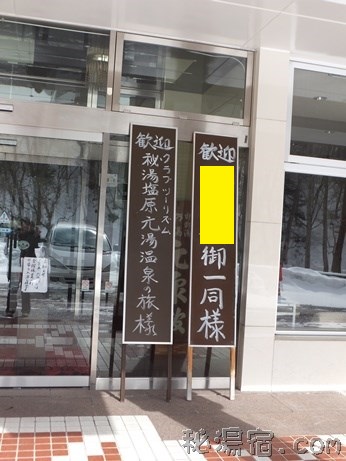 歓迎
御一同様
歓迎
クラブツーリズム
秘湯塩原元湯温泉の旅様
秘湯宿.com